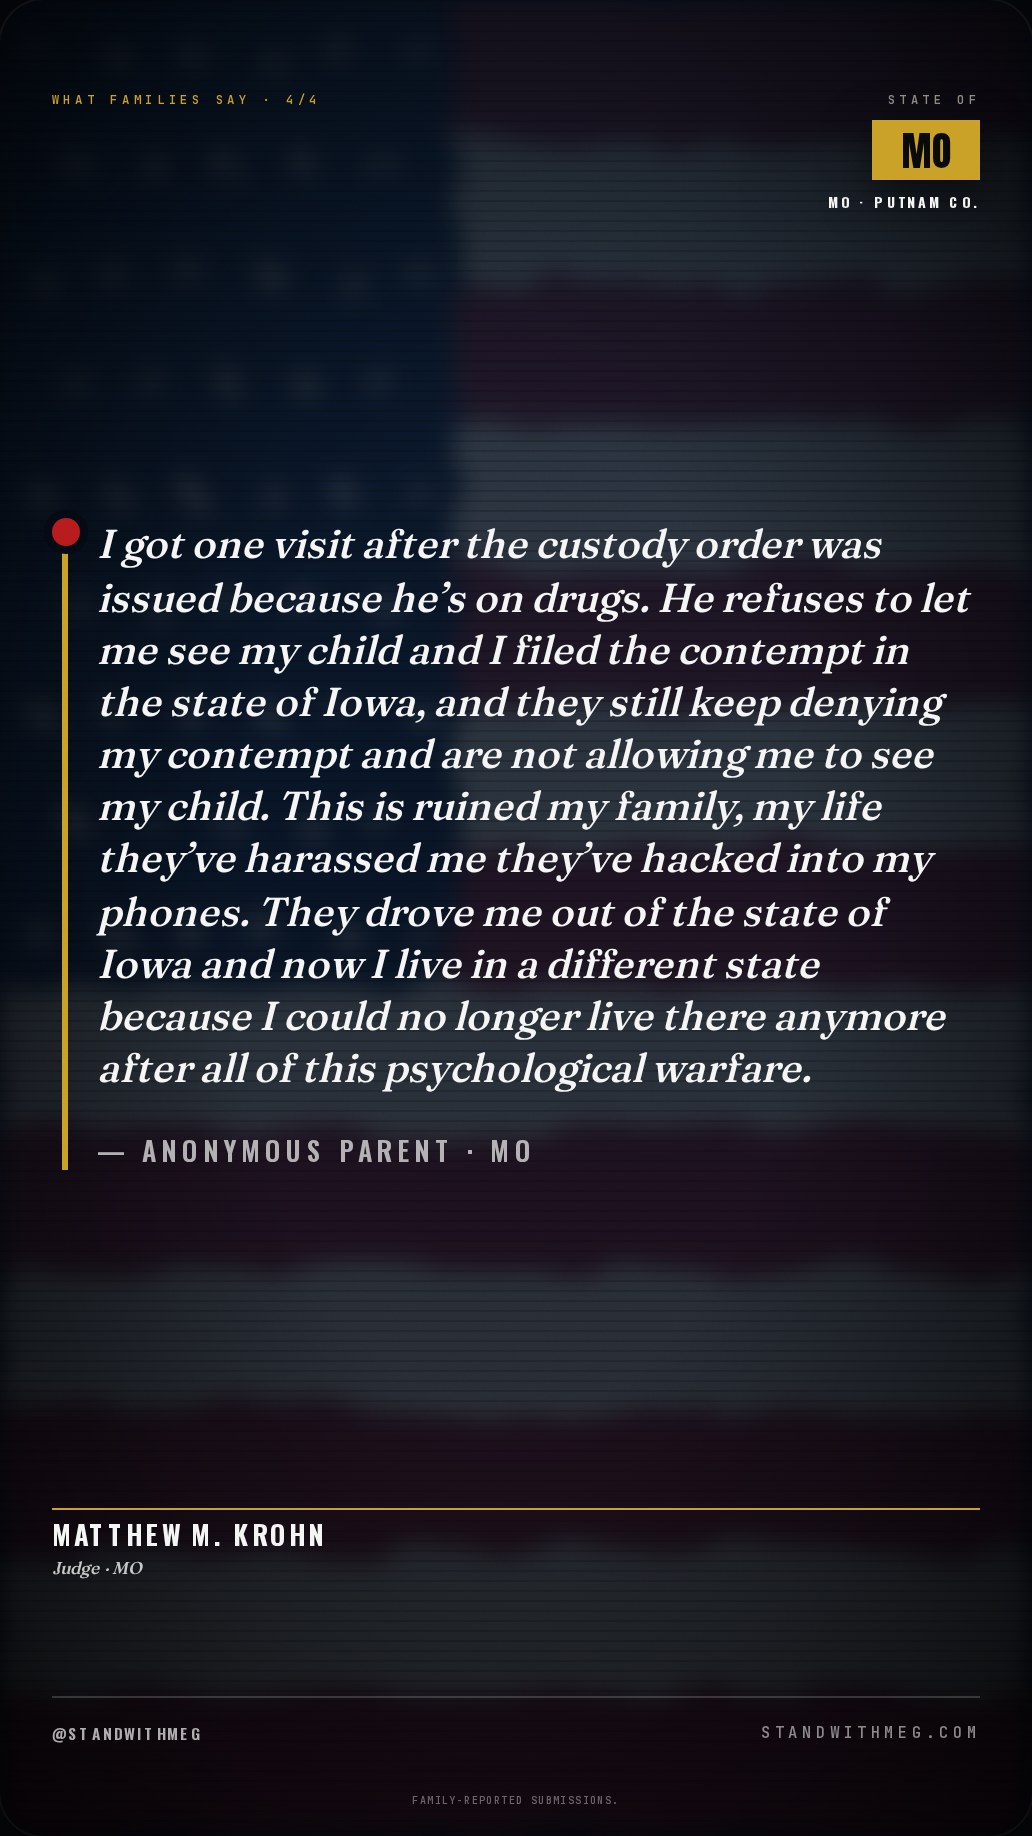 WHAT FAMILIES SAY · 4/4
STATE OF
MO
MO · PUTNAM CO.
I got one visit after the custody order was
issued because he’s on drugs. He refuses to let
me see my child and I filed the contempt in
the state of Iowa, and they still keep denying
my contempt and are not allowing me to see
my child. This is ruined my family, my life
they’ve harassed me they’ve hacked into my
phones. They drove me out of the state of
Iowa and now I live in a different state
because I could no longer live there anymore
after all of this psychological warfare.
— ANONYMOUS PARENT · MO
MATTHEW M. KROHN
Judge · MO
@STANDWITHMEG
STANDWITHMEG.COM
FAMILY-REPORTED SUBMISSIONS.